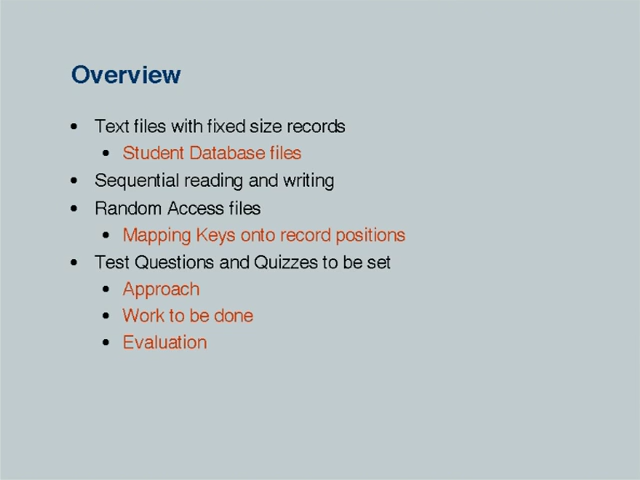 Overview
• Text files with fixed size records
• Student Database files
• Sequential reading and writing
• Random Access files
• Mapping Keys onto record positions
• Test Questions and Quizzes to be set
• Approach
• Work to be done
• Evaluation